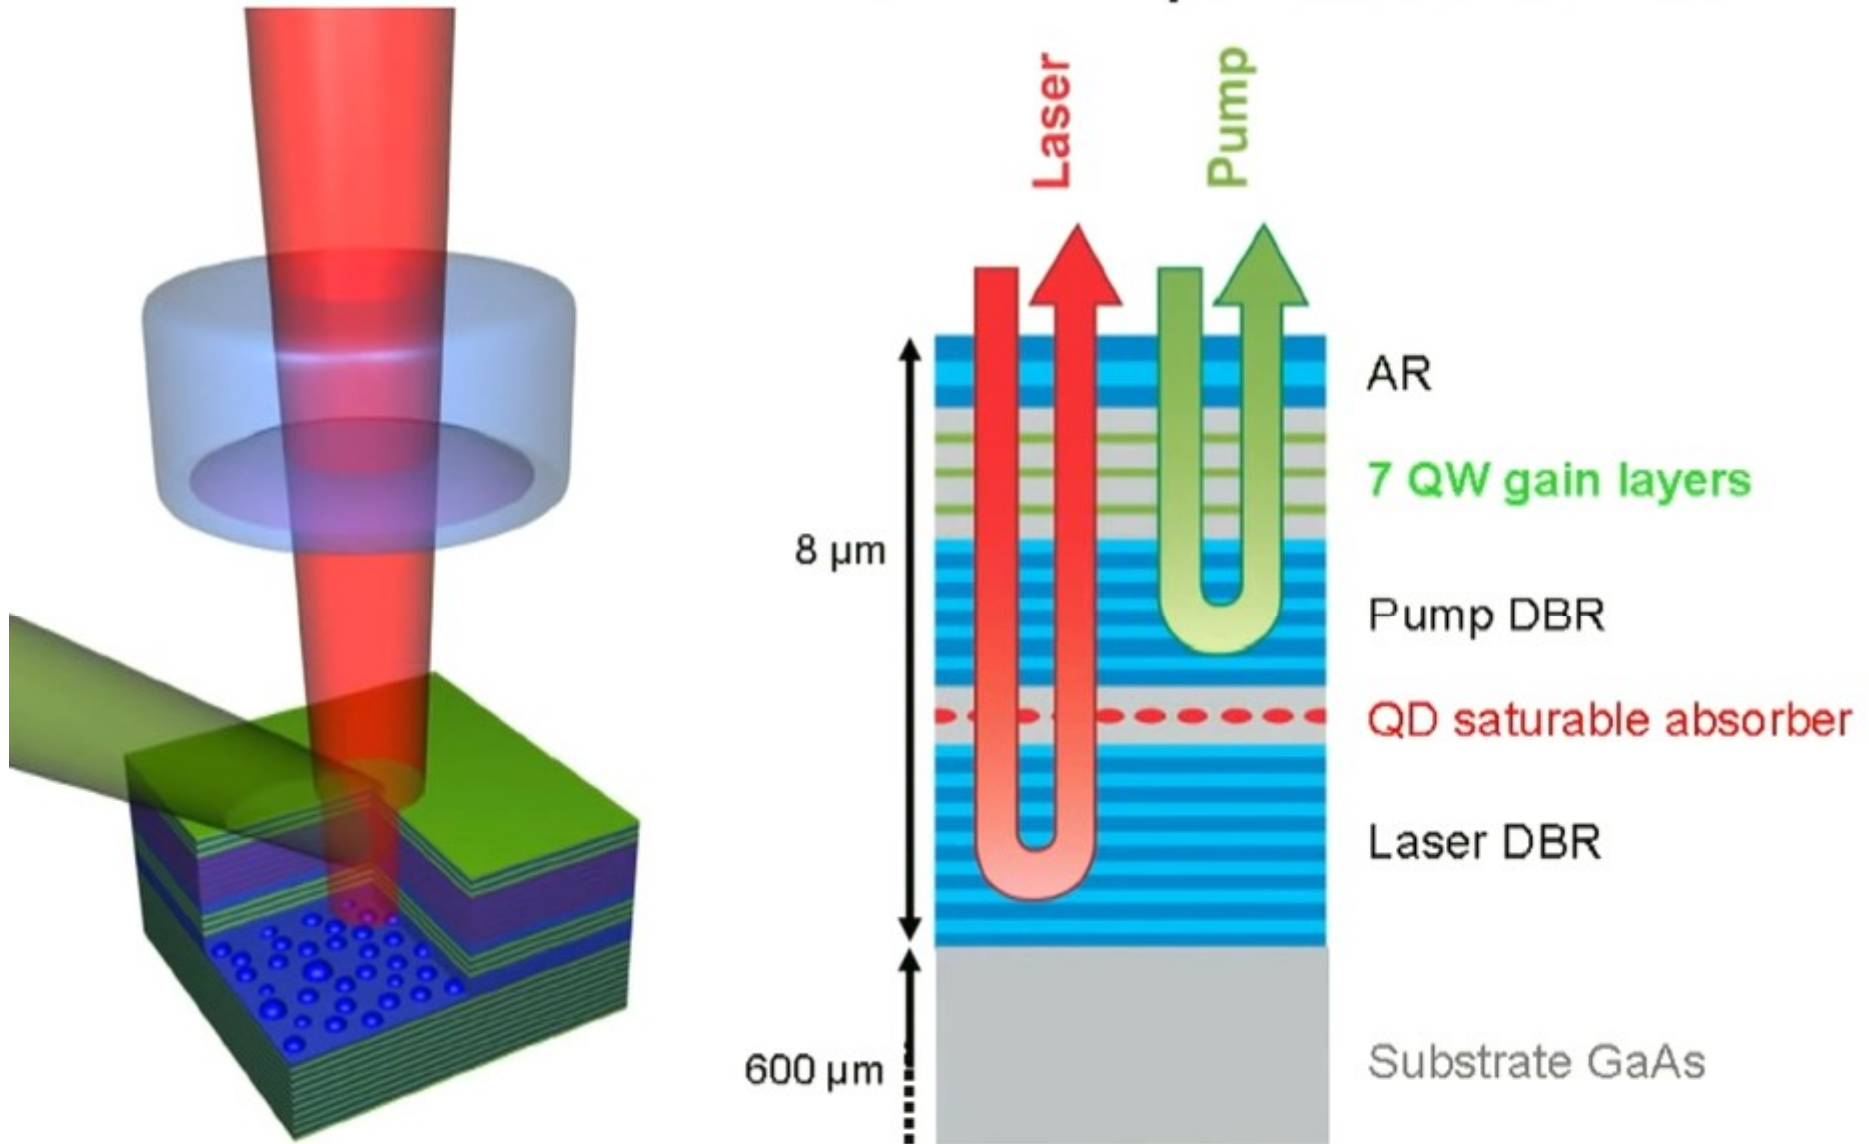 Laser
Pump
AR
7 QW gain layers
8 µm
Pump DBR
QD saturable absorber
Laser DBR
600 µm
Substrate GaAs